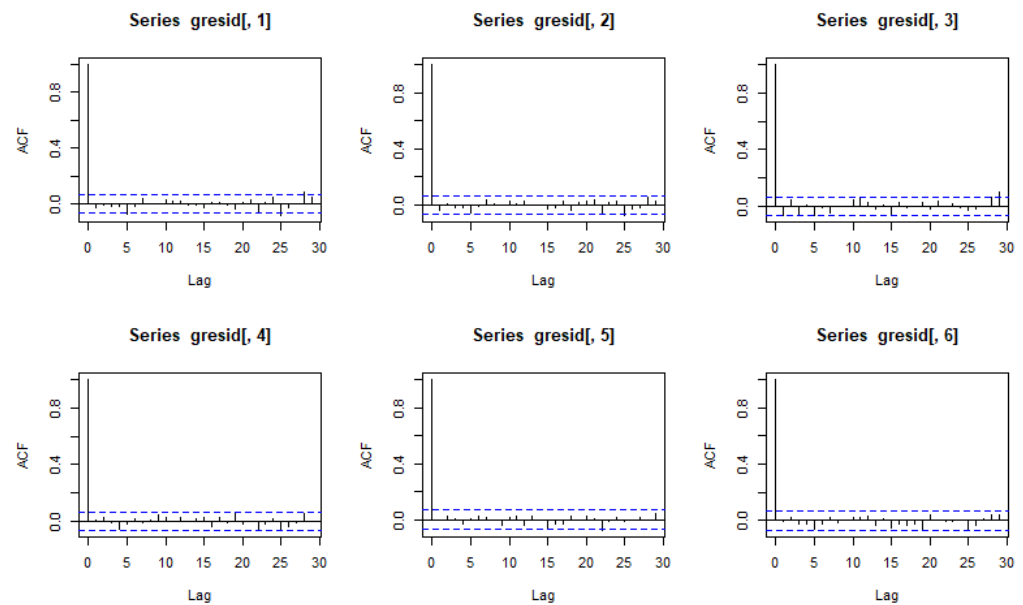 Series gresid[, 1]
ACF
0.0 0.4 0.8
0 5 10 15 20 25 30
Lag
Series gresid[, 2]
ACF
0.0 0.4 0.8
0 5 10 15 20 25 30
Lag
Series gresid[, 3]
ACF
0.0 0.4 0.8
0 5 10 15 20 25 30
Lag
Series gresid[, 4]
ACF
0.0 0.4 0.8
0 5 10 15 20 25 30
Lag
Series gresid[, 5]
ACF
0.0 0.4 0.8
0 5 10 15 20 25 30
Lag
Series gresid[, 6]
ACF
0.0 0.4 0.8
0 5 10 15 20 25 30
Lag